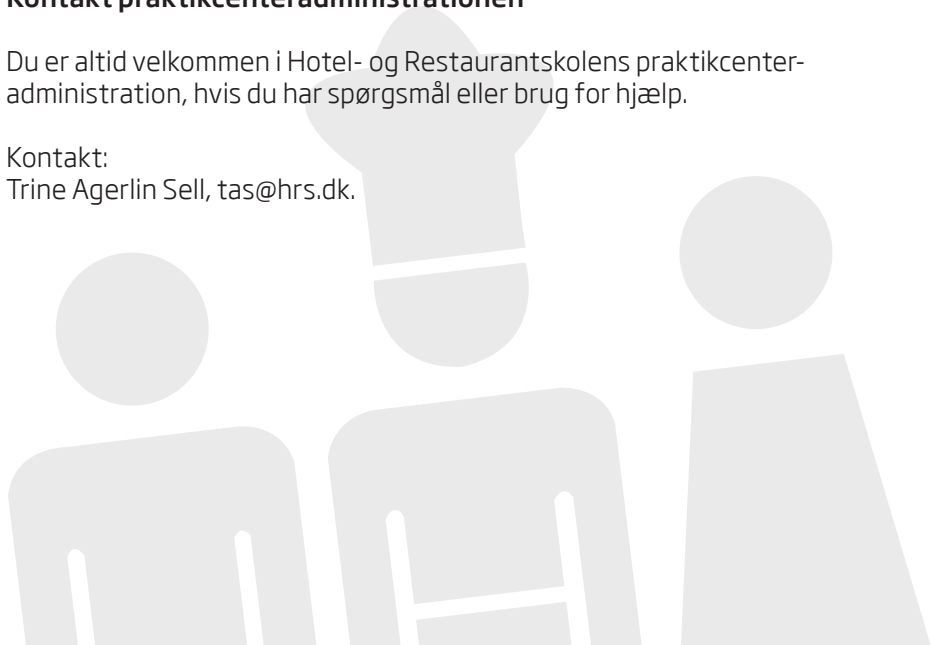 Kontakt praktikcenteradministrationen
Du er altid velkommen i Hotel- og Restaurantskolens praktikcenter-
administration, hvis du har spørgsmål eller brug for hjælp.
Kontakt:
Trine Agerlin Sell, tas@hrs.dk.